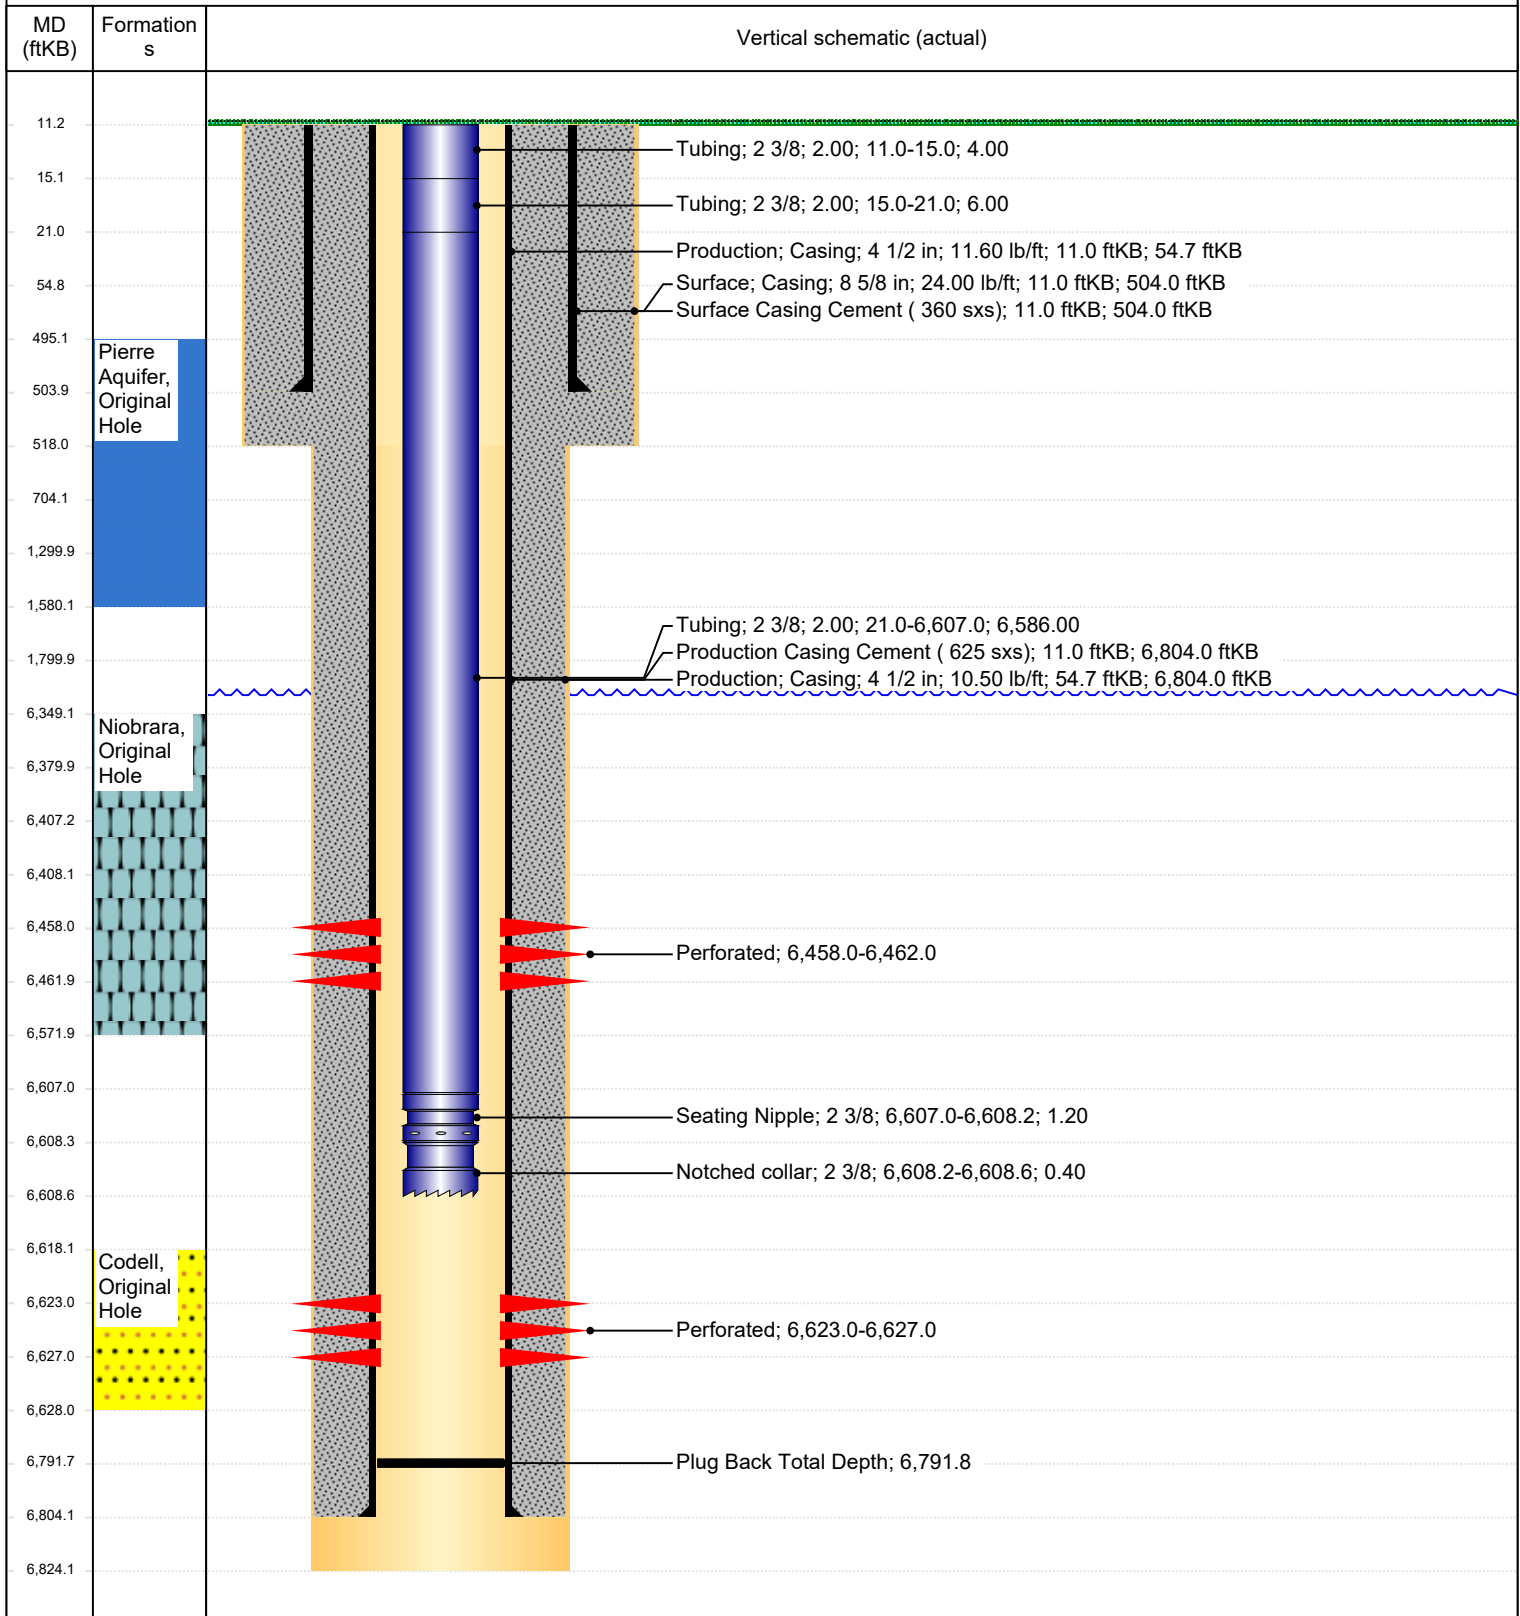 MD
(ftKB)
Formation
s
Vertical schematic (actual)
11.2
Tubing; 2 3/8; 2.00; 11.0-15.0; 4.00
15.1
Tubing; 2 3/8; 2.00; 15.0-21.0; 6.00
21.0
Production; Casing; 4 1/2 in; 11.60 lb/ft; 11.0 ftKB; 54.7 ftKB
54.8
Surface; Casing; 8 5/8 in; 24.00 lb/ft; 11.0 ftKB; 504.0 ftKB
Surface Casing Cement ( 360 sxs); 11.0 ftKB; 504.0 ftKB
495.1
Pierre
Aquifer,
Original
Hole
503.9
518.0
704.1
1,299.9
1,580.1
Tubing; 2 3/8; 2.00; 21.0-6,607.0; 6,586.00
Production Casing Cement ( 625 sxs); 11.0 ftKB; 6,804.0 ftKB
1,799.9
Production; Casing; 4 1/2 in; 10.50 lb/ft; 54.7 ftKB; 6,804.0 ftKB
6,349.1
Niobrara,
Original
Hole
6,379.9
6,407.2
6,408.1
6,458.0
Perforated; 6,458.0-6,462.0
6,461.9
6,571.9
6,607.0
Seating Nipple; 2 3/8; 6,607.0-6,608.2; 1.20
6,608.3
Notched collar; 2 3/8; 6,608.2-6,608.6; 0.40
6,608.6
6,618.1
Codell,
Original
Hole
6,623.0
Perforated; 6,623.0-6,627.0
6,627.0
6,628.0
6,791.7
Plug Back Total Depth; 6,791.8
6,804.1
6,824.1